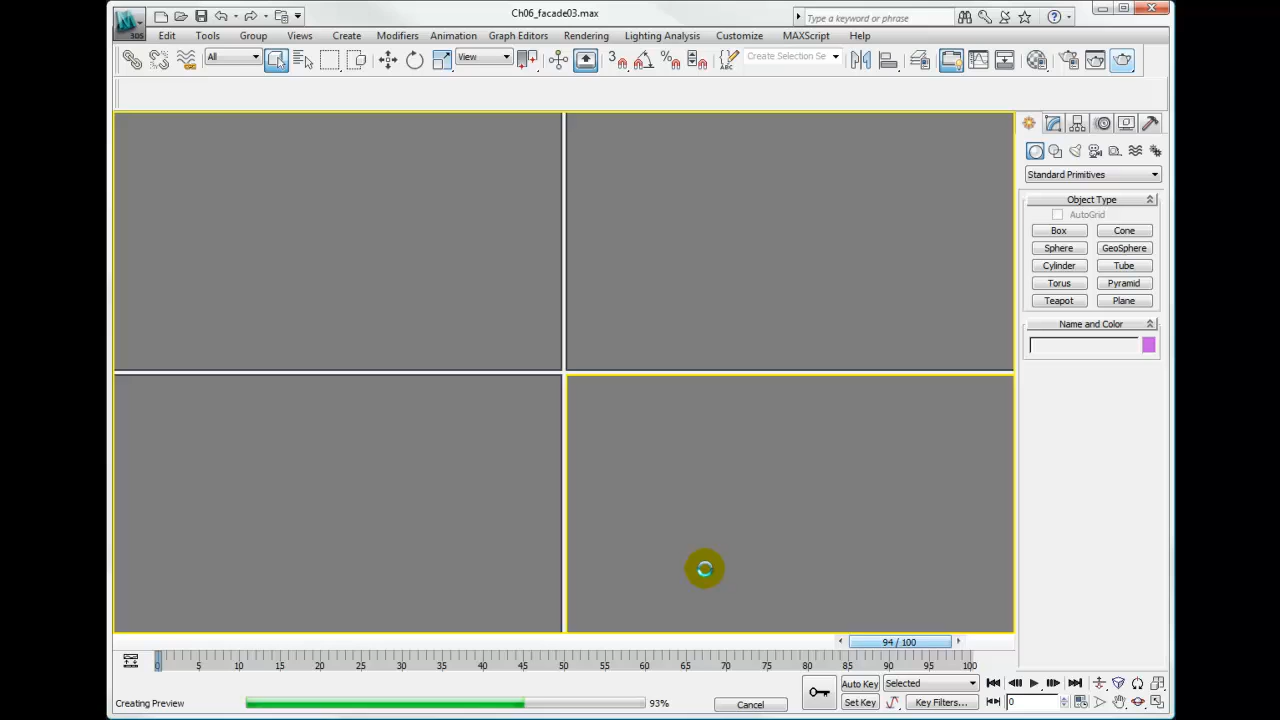 Ch06_facade03.max
Type a keyword or phrase
3DS
Edit Tools Group Views Create Modifiers Animation Graph Editors Rendering Lighting Analysis Customize MAXScript Help
All View 3 ABC Create Selection Se
Standard Primitives
Object Type
AutoGrid
Box Cone
Sphere GeoSphere
Cylinder Tube
Torus Pyramid
Teapot Plane
Name and Color
94 / 100
0 5 10 15 20 25 30 35 40 45 50 55 60 65 70 75 80 85 90 95 100
Auto Key Selected
Creating Preview 93% Cancel Set Key Key Filters... 0